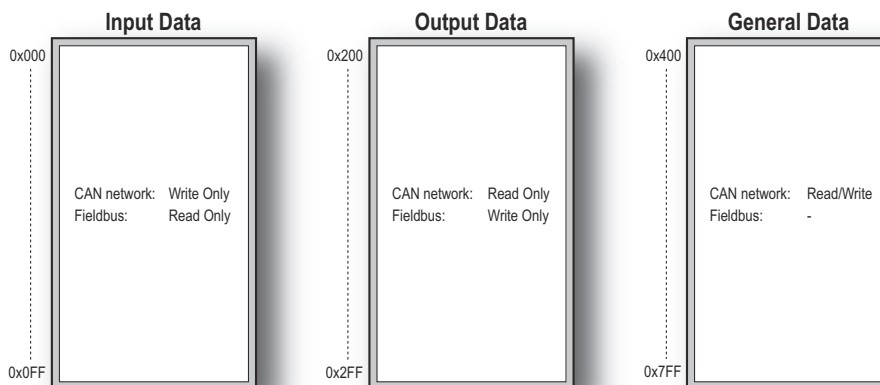 Input Data
0x000
CAN network: Write Only
Fieldbus: Read Only
0x0FF
Output Data
0x200
CAN network: Read Only
Fieldbus: Write Only
0x2FF
General Data
0x400
CAN network: Read/Write
Fieldbus: -
0x7FF